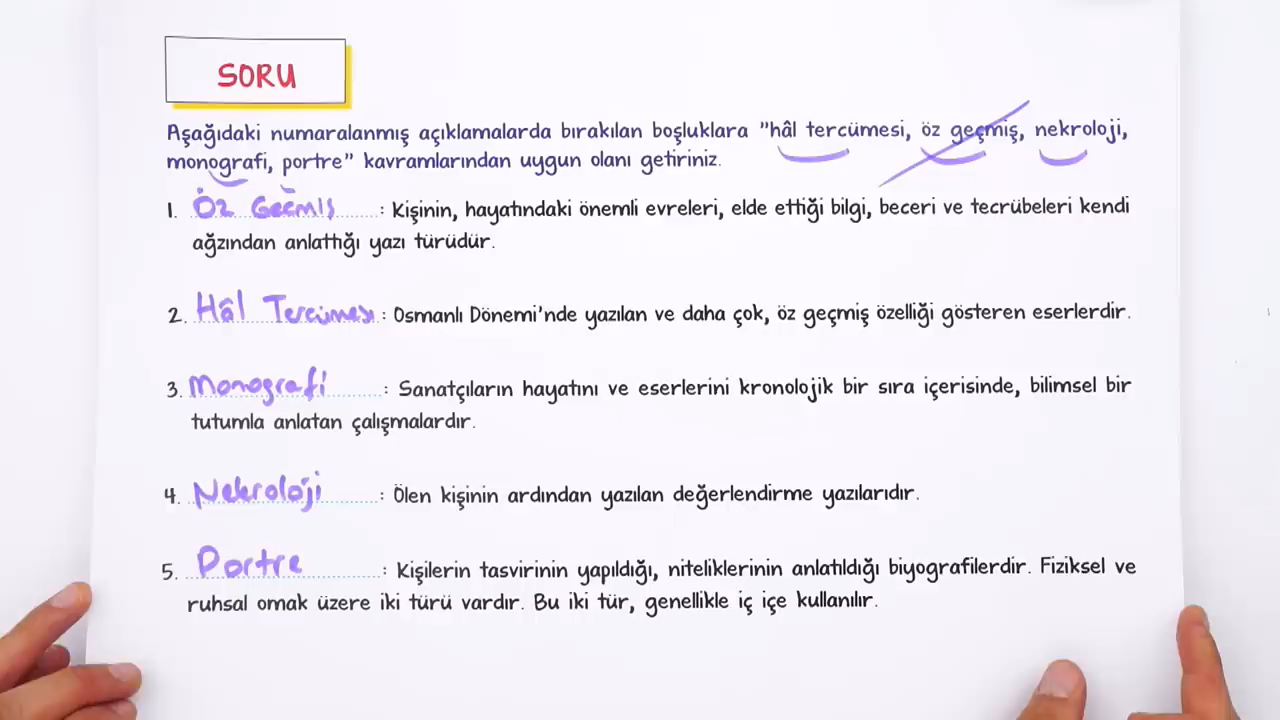 SORU
Aşağıdaki numaralanmış açıklamalarda bırakılan boşluklara "hâl tercümesi, öz geçmiş, nekroloji,
monografi, portre" kavramlarından uygun olanı getiriniz.
1. Öz Geçmiş : Kişinin, hayatındaki önemli evreleri, elde ettiği bilgi, beceri ve tecrübeleri kendi
ağzından anlattığı yazı türüdür.
2. Hâl Tercümesi : Osmanlı Dönemi'nde yazılan ve daha çok, öz geçmiş özelliği gösteren eserlerdir.
3. Monografi : Sanatçıların hayatını ve eserlerini kronolojik bir sıra içerisinde, bilimsel bir
tutumla anlatan çalışmalardır.
4. Nekroloji : Ölen kişinin ardından yazılan değerlendirme yazılarıdır.
5. Portre : Kişilerin tasvirinin yapıldığı, niteliklerinin anlatıldığı biyografilerdir. Fiziksel ve
ruhsal omak üzere iki türü vardır. Bu iki tür, genellikle iç içe kullanılır.